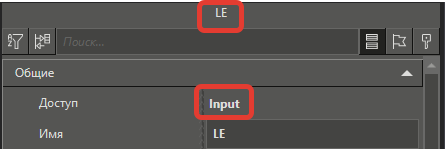 LE
Поиск...
Общие
Доступ Input
Имя LE